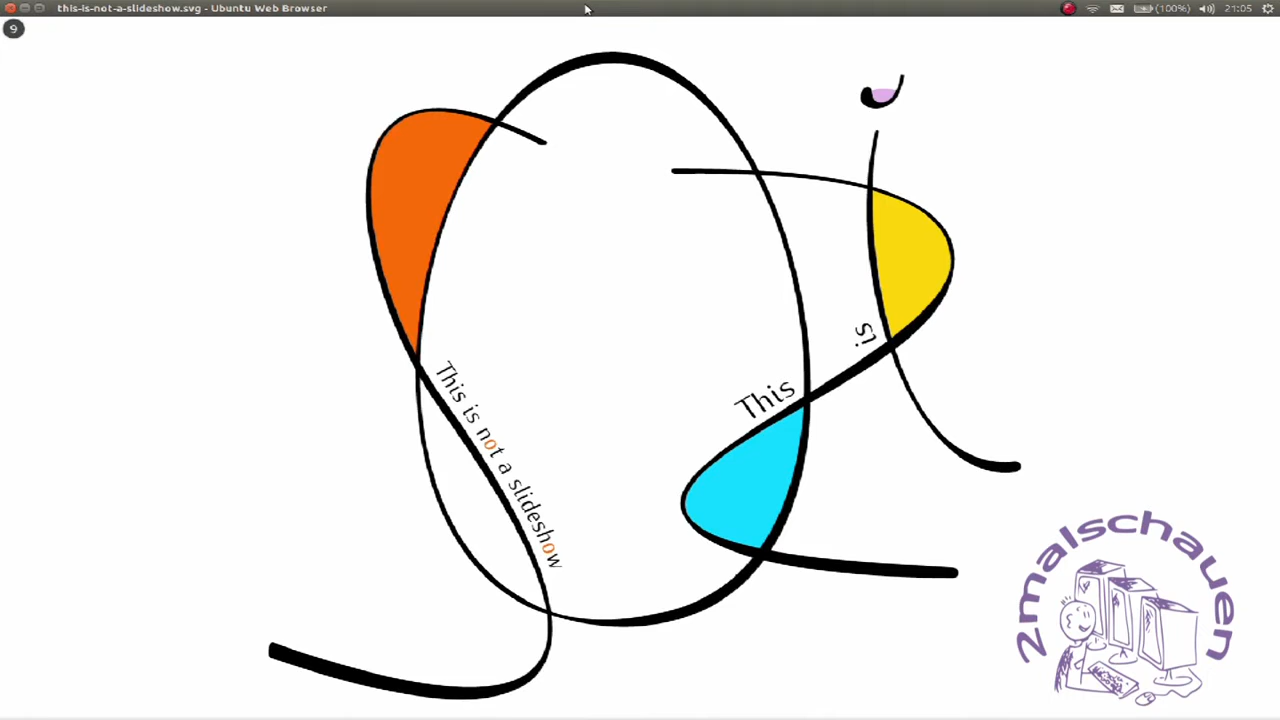 this-is-not-a-slideshow.svg - Ubuntu Web Browser
(100%)
21:05
9
is
This
This is not a slideshow
2malschauen